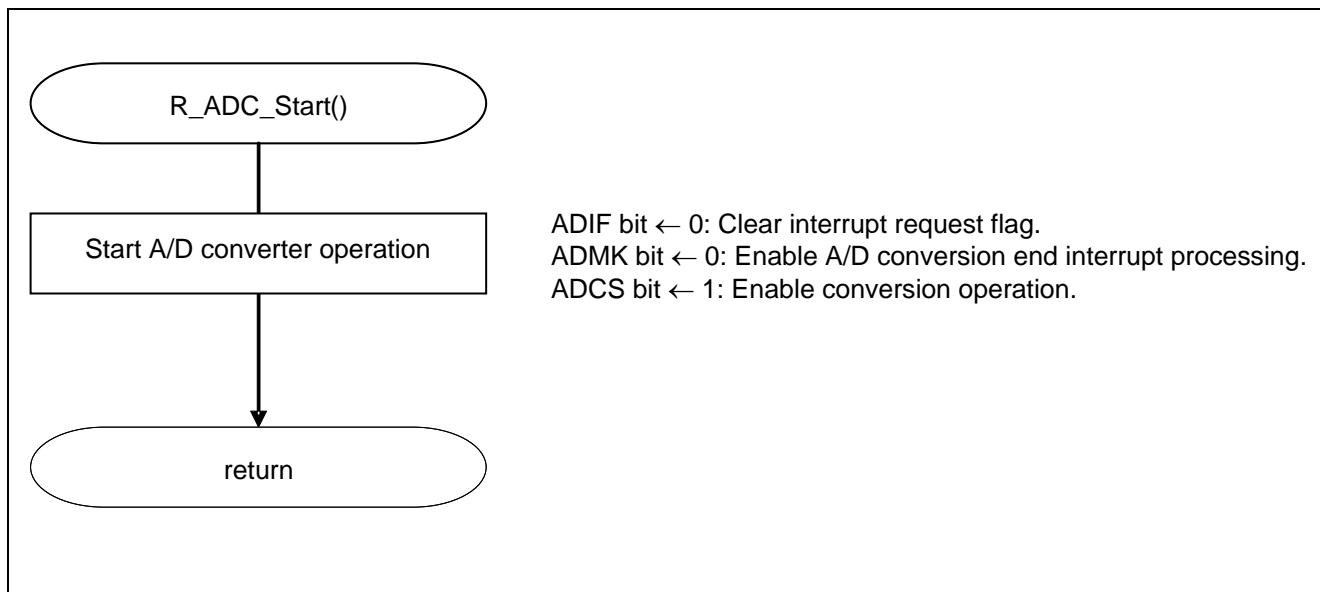 R_ADC_Start()
Start A/D converter operation
ADIF bit ← 0: Clear interrupt request flag.
ADMK bit ← 0: Enable A/D conversion end interrupt processing.
ADCS bit ← 1: Enable conversion operation.
return